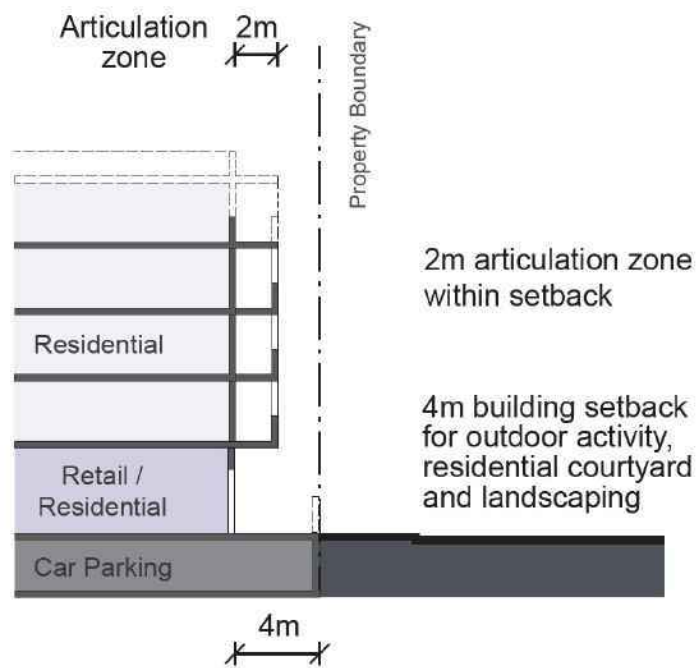 Articulation
zone
2m
Property Boundary
2m articulation zone
within setback
Residential
4m building setback
for outdoor activity,
residential courtyard
and landscaping
Retail /
Residential
Car Parking
4m